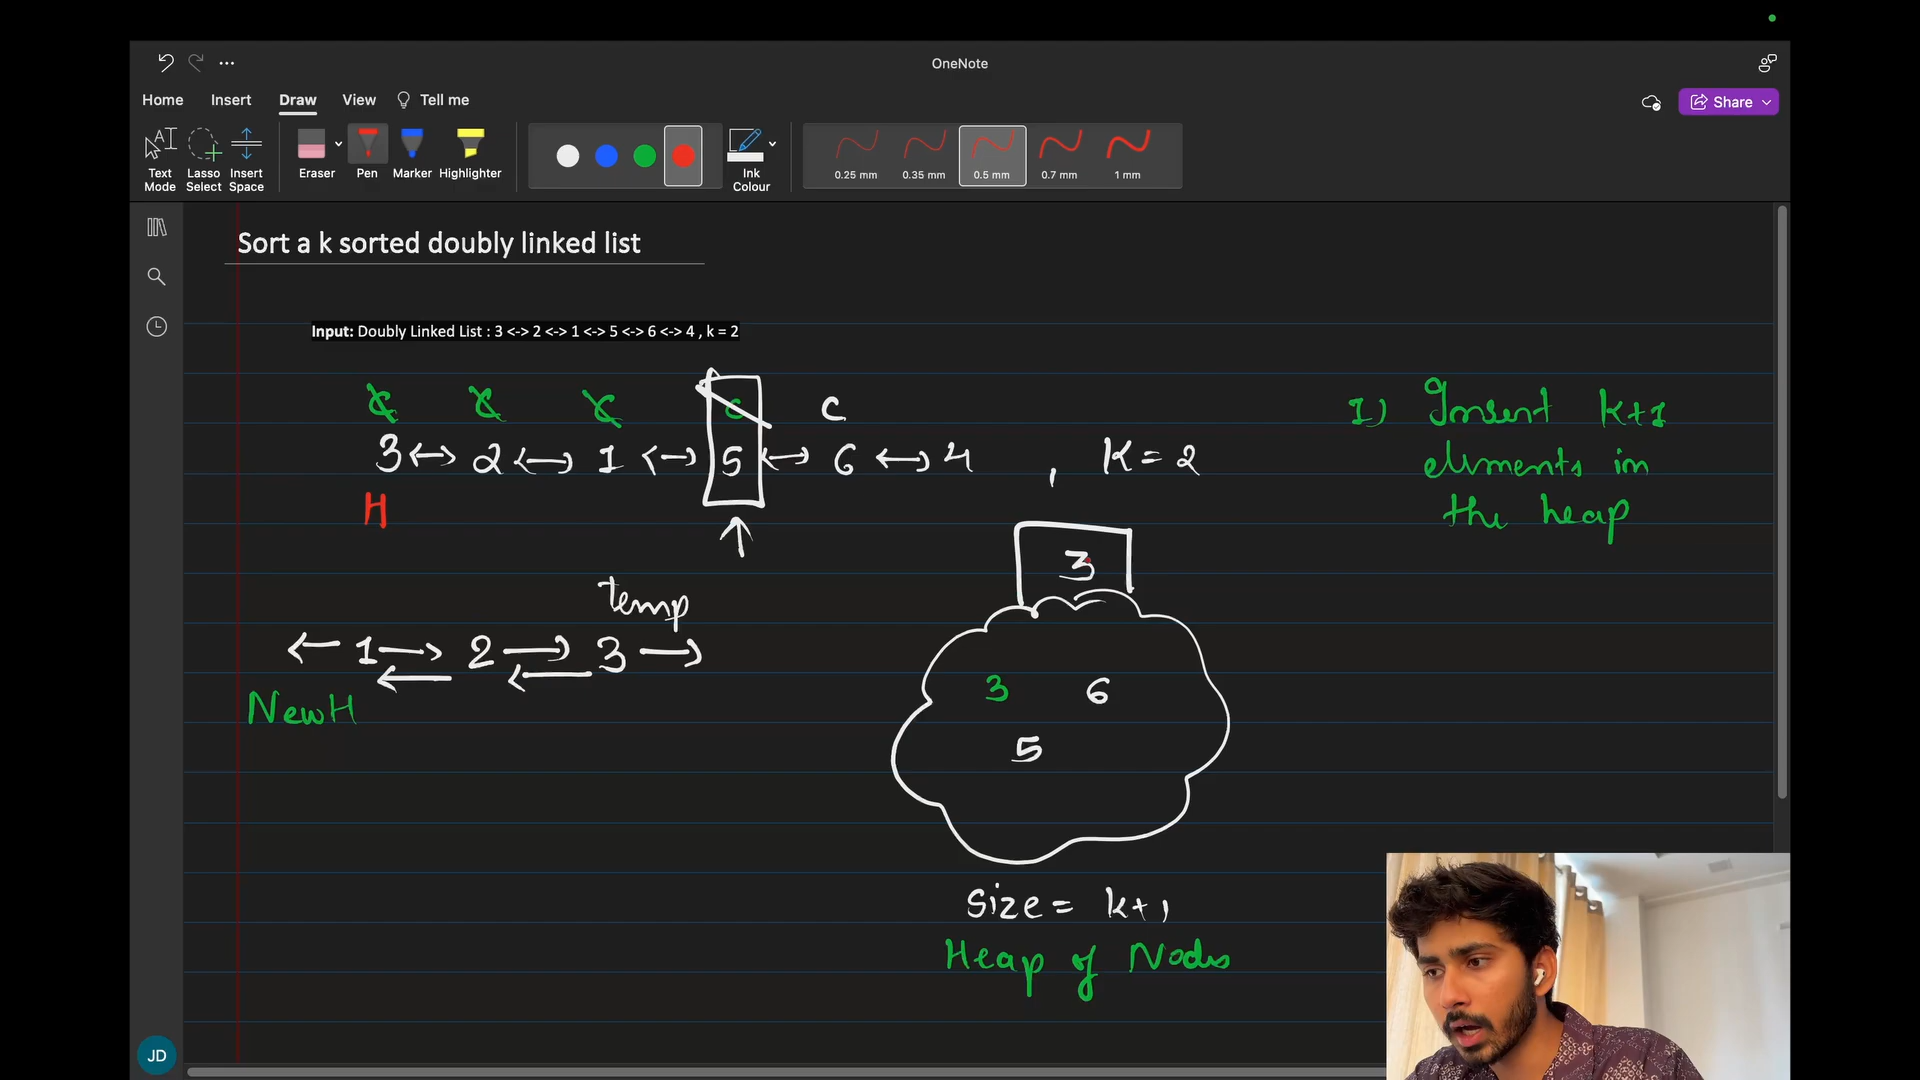 OneNote
Home Insert Draw View Tell me
Share
Text Mode
Lasso Select
Insert Space
Eraser
Pen
Marker
Highlighter
Ink Colour
0.25 mm
0.35 mm
0.5 mm
0.7 mm
1 mm
Sort a k sorted doubly linked list
Input: Doubly Linked List : 3 <-> 2 <-> 1 <-> 5 <-> 6 <-> 4 , k = 2
C C C C C
3 ↔ 2 ↔ 1 ↔ 5 ↔ 6 ↔ 4 , K = 2
H
1) Insert k+1
elements in
the heap
3
temp
← 1 → 2 → 3 →
← ←
NewH
3 6
5
Size = k+1
Heap of Nodes
JD